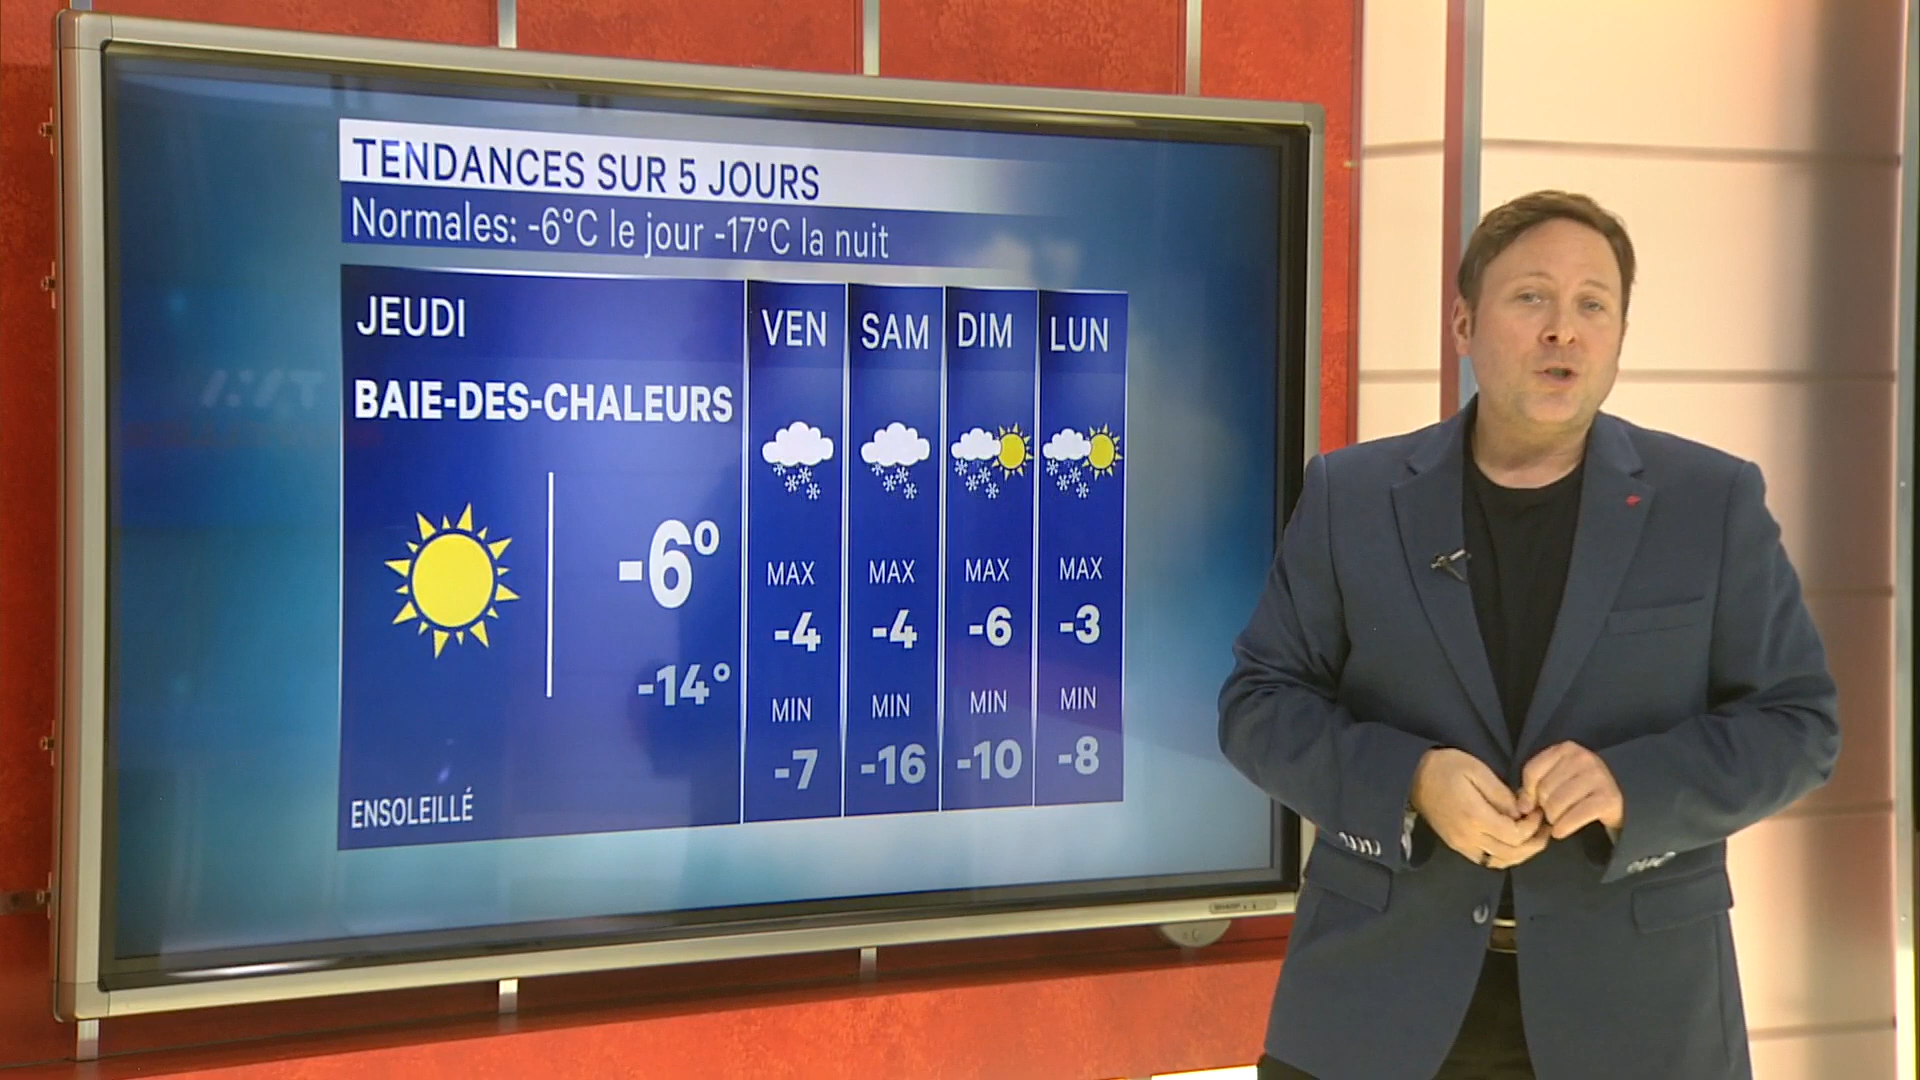 TENDANCES SUR 5 JOURS
Normales: -6°C le jour -17°C la nuit
JEUDI
BAIE-DES-CHALEURS
-6°
-14°
ENSOLEILLÉ
VEN
MAX
-4
MIN
-7
SAM
MAX
-4
MIN
-16
DIM
MAX
-6
MIN
-10
LUN
MAX
-3
MIN
-8